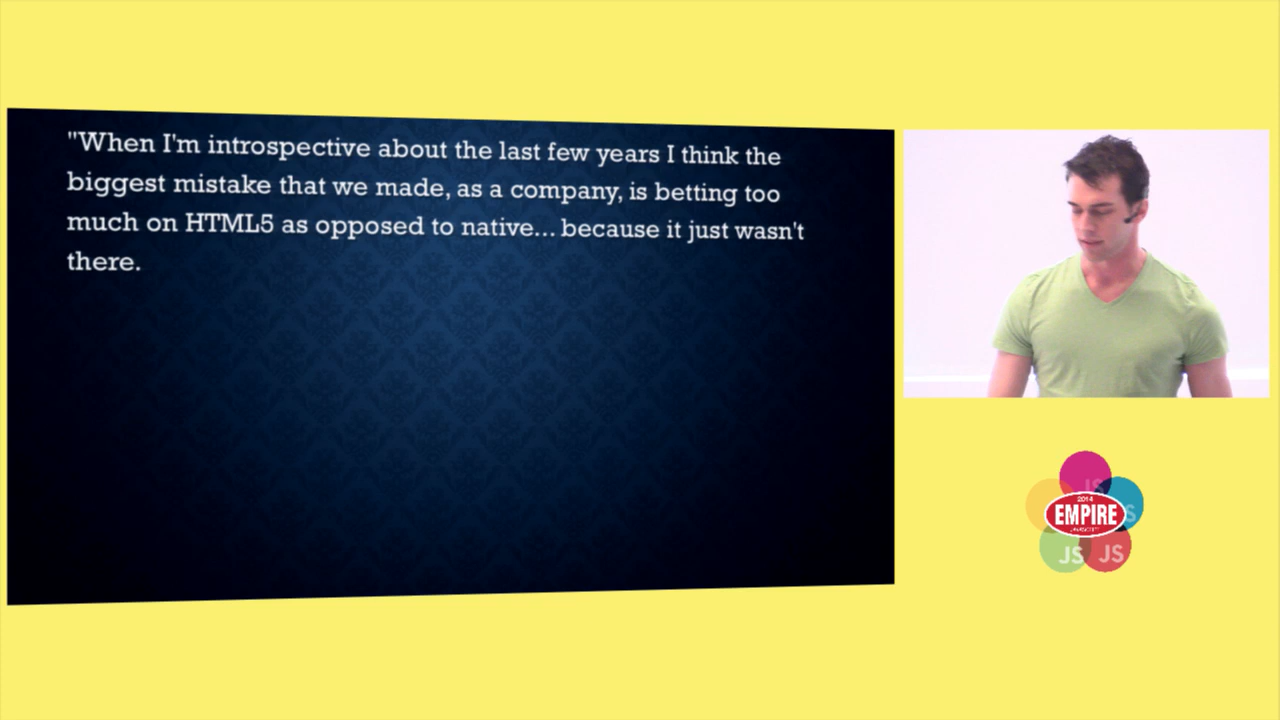 "When I'm introspective about the last few years I think the
biggest mistake that we made, as a company, is betting too
much on HTML5 as opposed to native... because it just wasn't
there.
JS
2014
EMPIRE
JS
JS